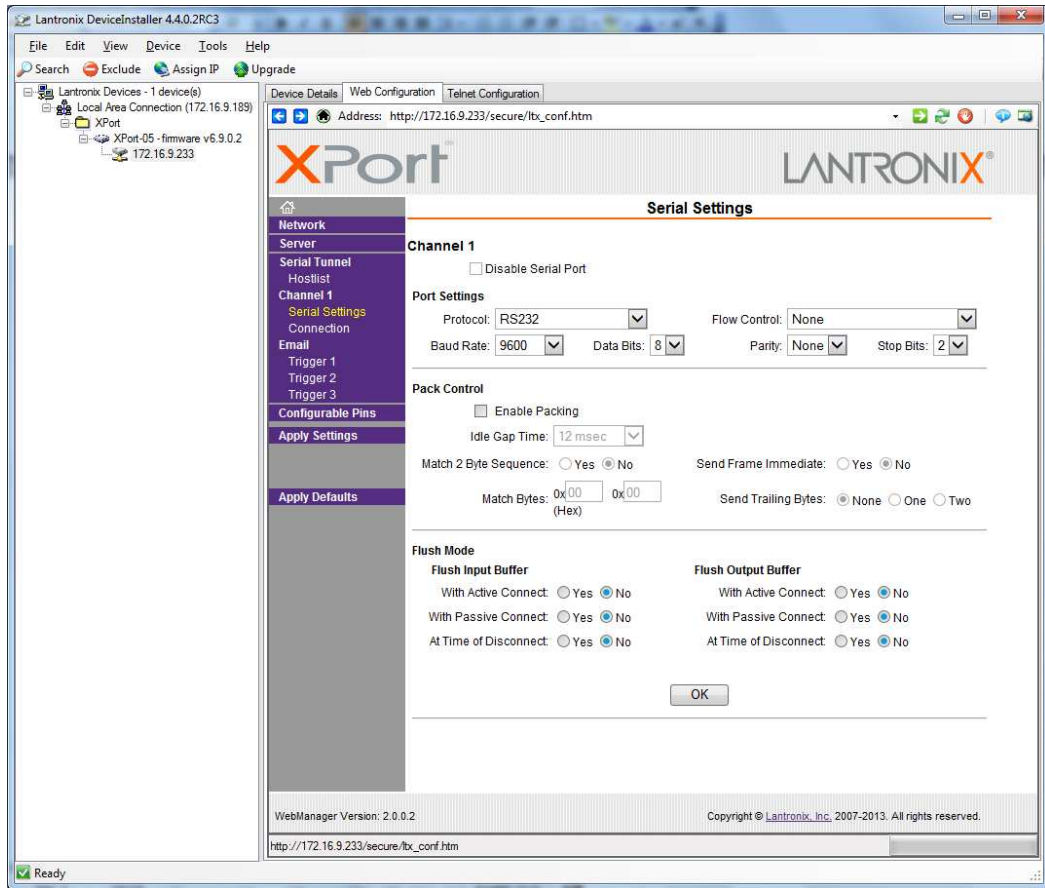 Lantronix DeviceInstaller 4.4.0.2RC3
File Edit View Device Tools Help
Search Exclude Assign IP Upgrade
Lantronix Devices - 1 device(s)
Local Area Connection (172.16.9.189)
XPort
XPort-05 - firmware v6.9.0.2
172.16.9.233
Device Details Web Configuration Telnet Configuration
Address: http://172.16.9.233/secure/ltx_conf.htm
XPort™
LANTRONIX®
Network
Server
Serial Tunnel
Hostlist
Channel 1
Serial Settings
Connection
Email
Trigger 1
Trigger 2
Trigger 3
Configurable Pins
Apply Settings
Apply Defaults
Serial Settings
Channel 1
Disable Serial Port
Port Settings
Protocol: RS232 Flow Control: None
Baud Rate: 9600 Data Bits: 8 Parity: None Stop Bits: 2
Pack Control
Enable Packing
Idle Gap Time: 12 msec
Match 2 Byte Sequence: Yes No Send Frame Immediate: Yes No
Match Bytes: 0x 00 0x 00 Send Trailing Bytes: None One Two
(Hex)
Flush Mode
Flush Input Buffer Flush Output Buffer
With Active Connect: Yes No With Active Connect: Yes No
With Passive Connect: Yes No With Passive Connect: Yes No
At Time of Disconnect: Yes No At Time of Disconnect: Yes No
OK
WebManager Version: 2.0.0.2 Copyright © Lantronix, Inc. 2007-2013. All rights reserved.
http://172.16.9.233/secure/ltx_conf.htm
Ready